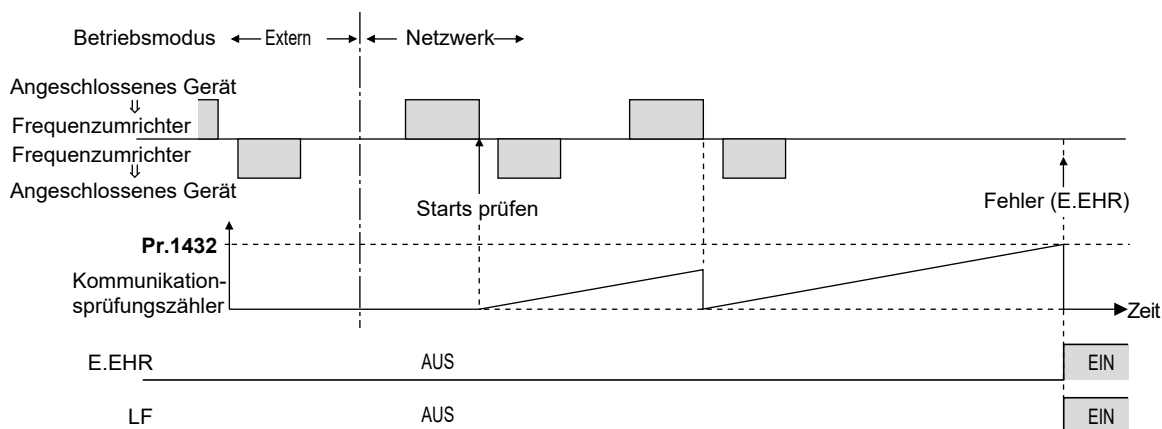 Betriebsmodus Extern Netzwerk
Angeschlossenes Gerät
⇓
Frequenzumrichter
Frequenzumrichter
⇓
Angeschlossenes Gerät
Starts prüfen
Fehler (E.EHR)
Pr.1432
Kommunikation-
sprüfungszähler
Zeit
E.EHR AUS EIN
LF AUS EIN